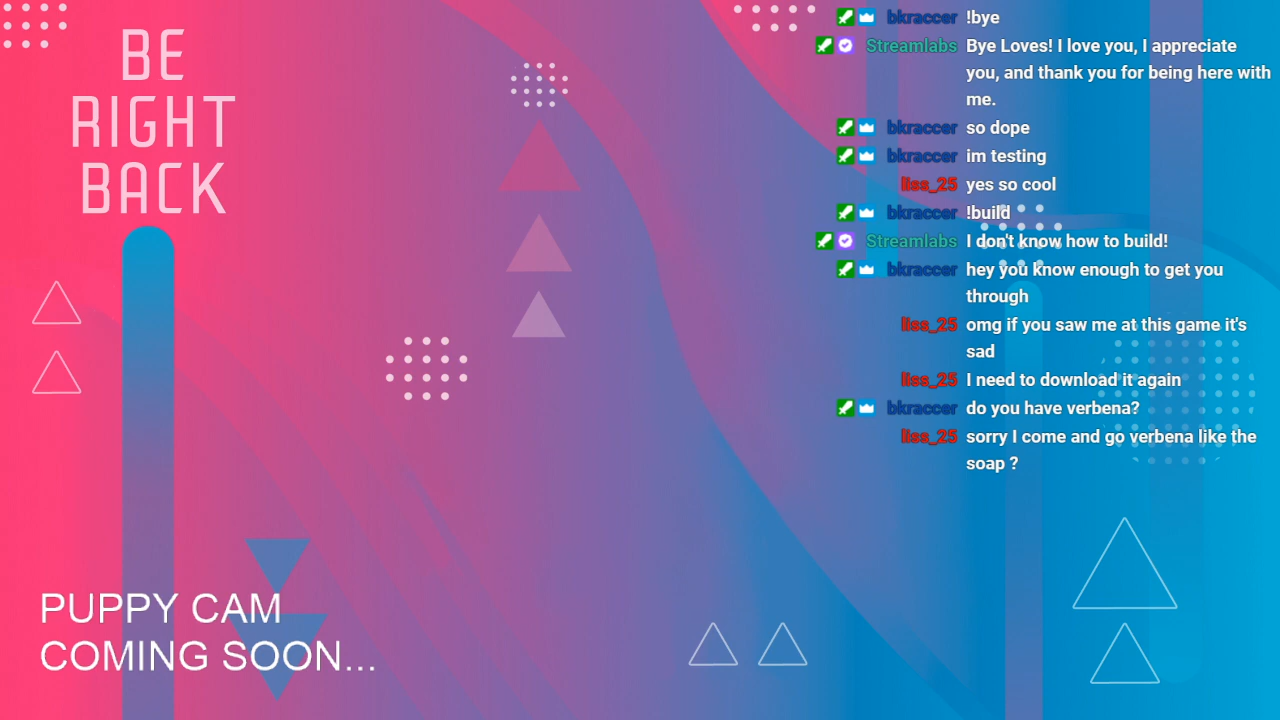 BE
RIGHT
BACK
PUPPY CAM
COMING SOON...
bkraccer !bye
Streamlabs Bye Loves! I love you, I appreciate
you, and thank you for being here with
me.
bkraccer so dope
bkraccer im testing
liss_25 yes so cool
bkraccer !build
Streamlabs I don't know how to build!
bkraccer hey you know enough to get you
through
liss_25 omg if you saw me at this game it's
sad
liss_25 I need to download it again
bkraccer do you have verbena?
liss_25 sorry I come and go verbena like the
soap ?